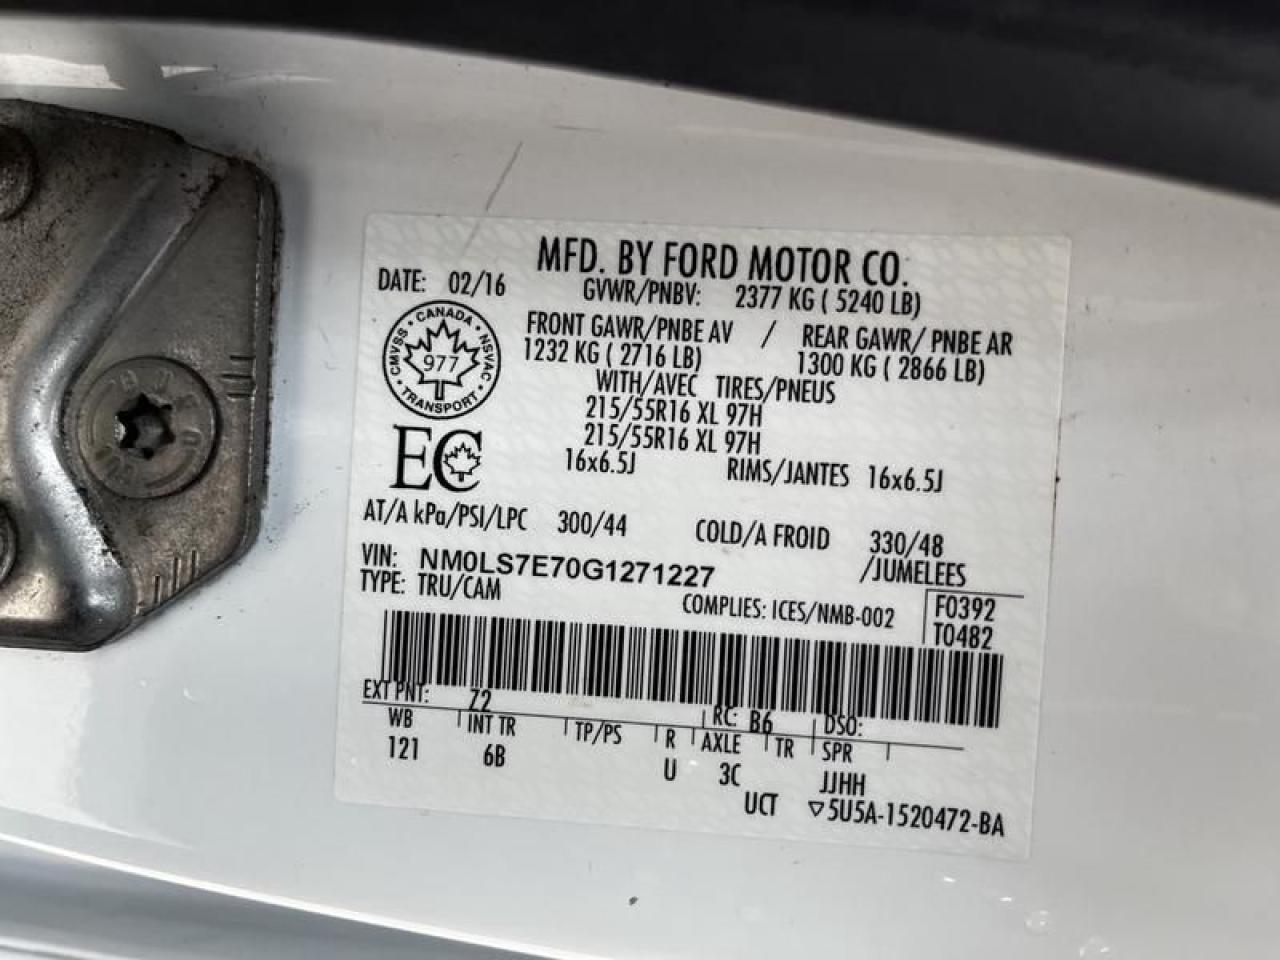 MFD. BY FORD MOTOR CO.
DATE: 02/16 GVWR/PNBV: 2377 KG ( 5240 LB)
FRONT GAWR/PNBE AV / REAR GAWR/ PNBE AR
1232 KG ( 2716 LB) 1300 KG ( 2866 LB)
WITH/AVEC TIRES/PNEUS
215/55R16 XL 97H
215/55R16 XL 97H
16x6.5J RIMS/JANTES 16x6.5J
CANADA · NSVAC · TRANSPORT · CMVSS ·
977
EC
AT/A kPa/PSI/LPC 300/44 COLD/A FROID 330/48
VIN: NM0LS7E70G1271227 /JUMELEES
TYPE: TRU/CAM COMPLIES: ICES/NMB-002 F0392
T0482
EXT PNT: Z2 RC: B6 DSO:
WB INT TR TP/PS R AXLE TR SPR
121 6B U 3C JJHH
UCT ▽5U5A-1520472-BA